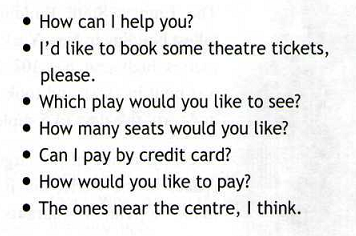 • How can I help you?
• I'd like to book some theatre tickets,
please.
• Which play would you like to see?
• How many seats would you like?
• Can I pay by credit card?
• How would you like to pay?
• The ones near the centre, I think.